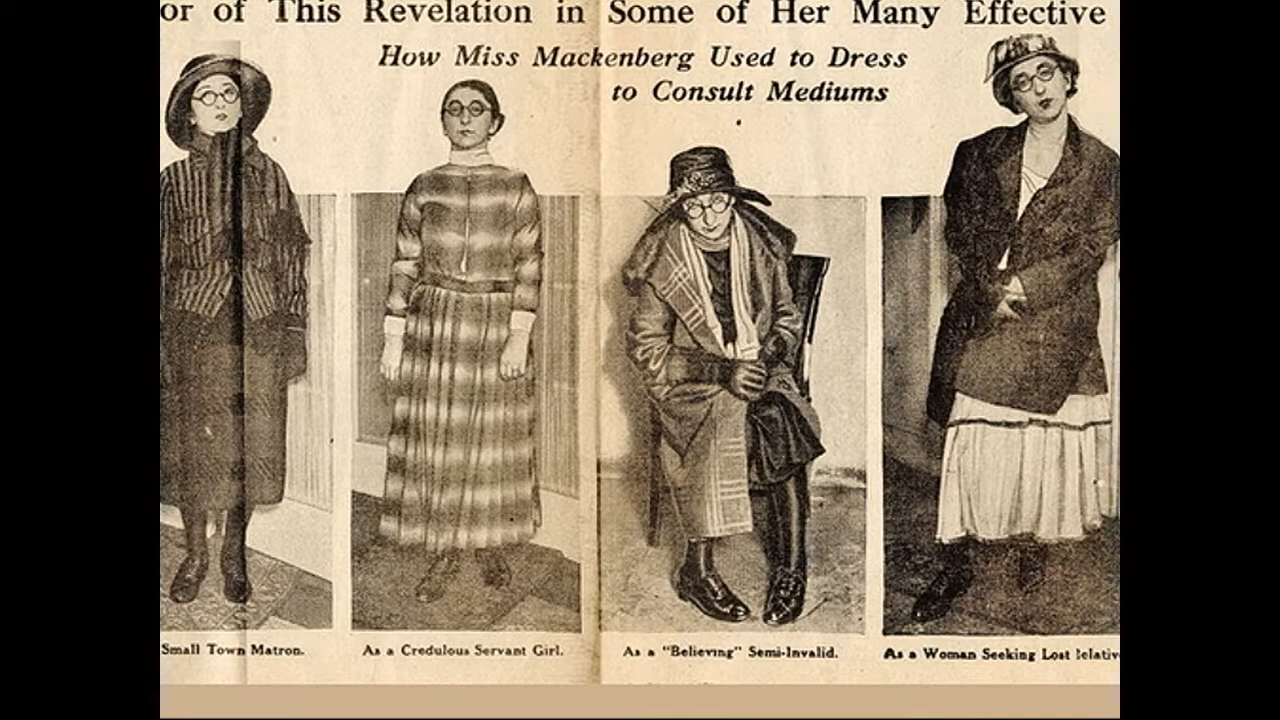 or of This Revelation in Some of Her Many Effective
How Miss Mackenberg Used to Dress
to Consult Mediums
Small Town Matron.
As a Credulous Servant Girl.
As a "Believing" Semi-Invalid.
As a Woman Seeking Lost